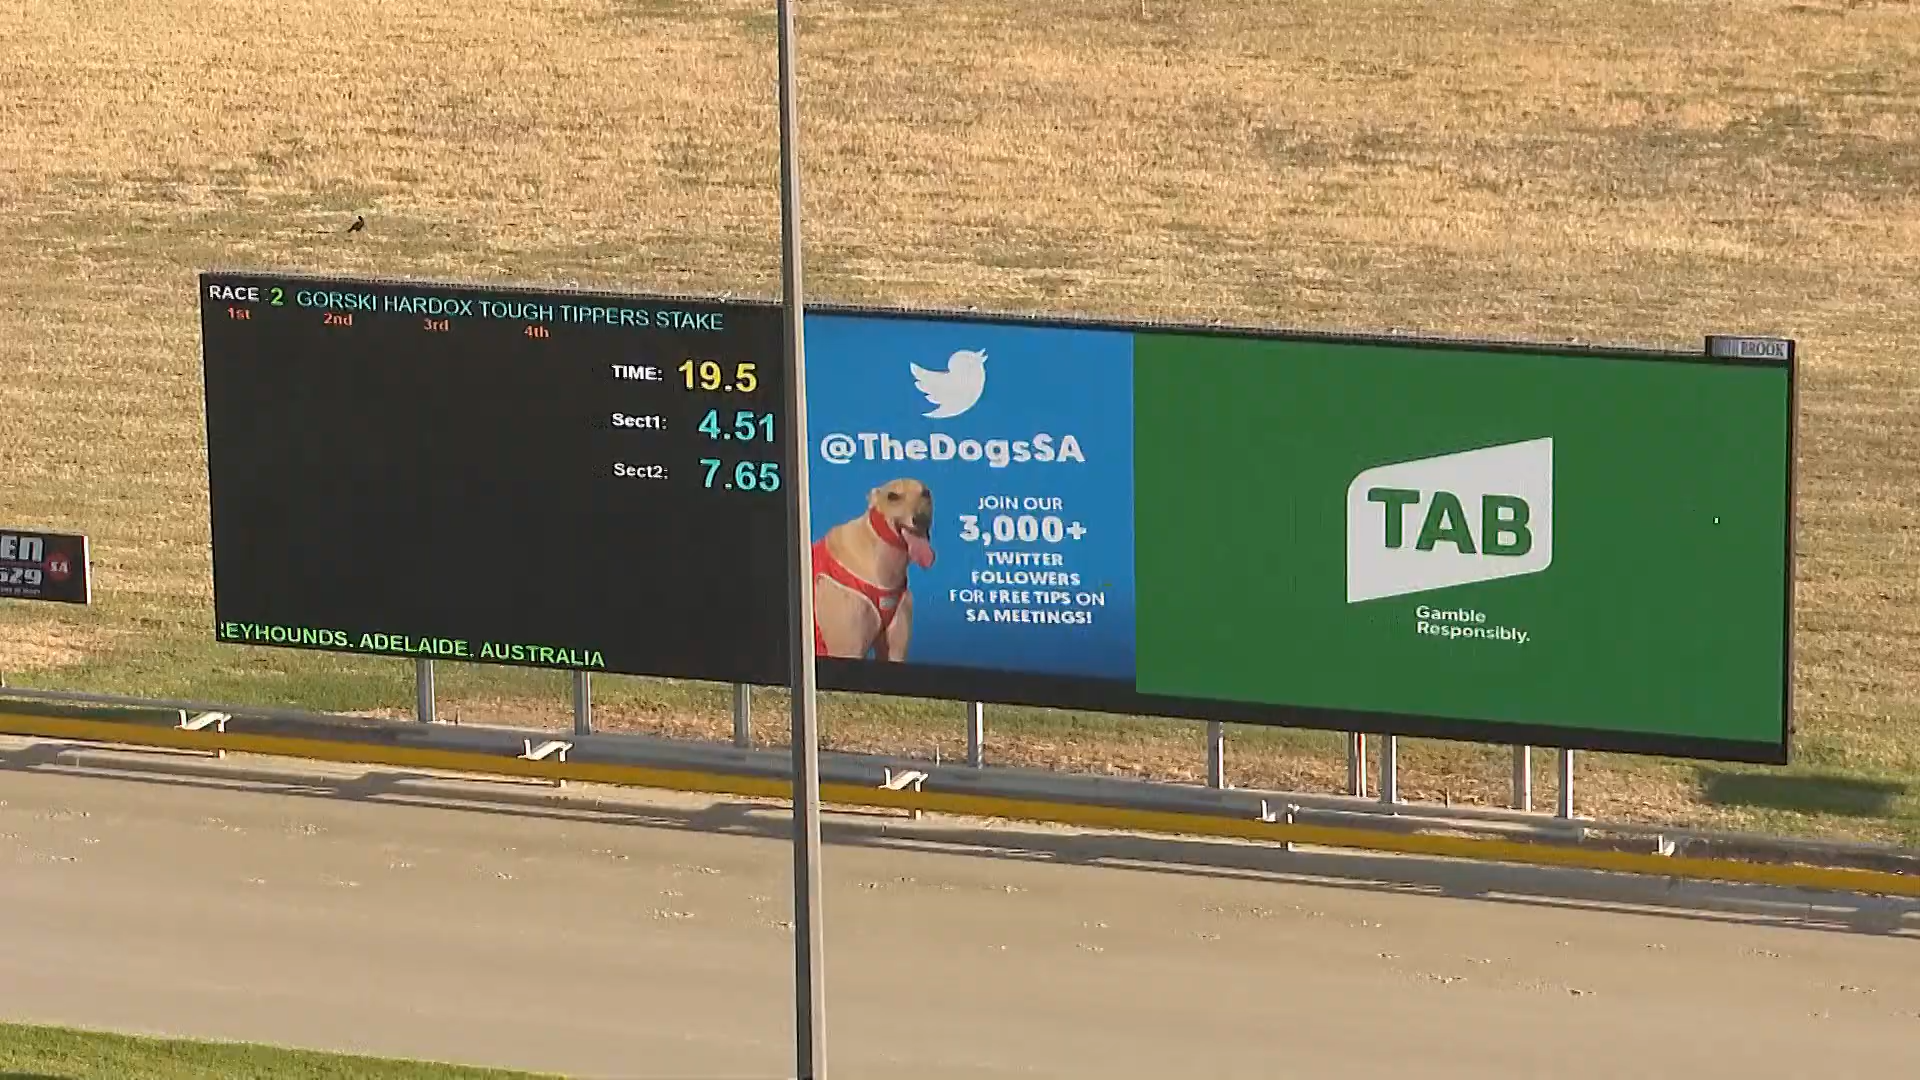 RACE 2 GORSKI HARDOX TOUGH TIPPERS STAKE
1st 2nd 3rd 4th
TIME: 19.5
Sect1: 4.51
Sect2: 7.65
EYHOUNDS. ADELAIDE. AUSTRALIA
@TheDogsSA
JOIN OUR
3,000+
TWITTER
FOLLOWERS
FOR FREE TIPS ON
SA MEETINGS!
TAB
Gamble
Responsibly.
BROOK
EN
SA
529